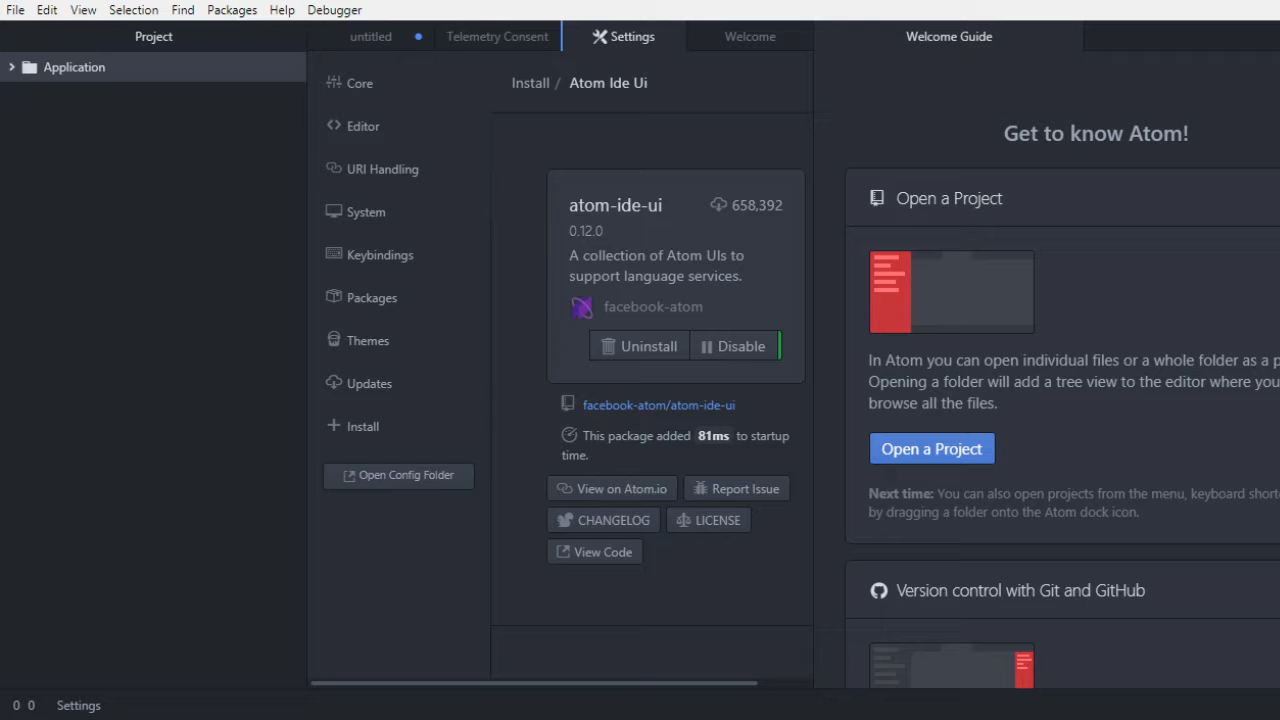 File Edit View Selection Find Packages Help Debugger
Project
untitled Telemetry Consent Settings Welcome Welcome Guide
Application
Core
Editor
URI Handling
System
Keybindings
Packages
Themes
Updates
Install
Open Config Folder
Install / Atom Ide Ui
atom-ide-ui 658,392
0.12.0
A collection of Atom UIs to
support language services.
facebook-atom
Uninstall Disable
facebook-atom/atom-ide-ui
This package added 81ms to startup
time.
View on Atom.io Report Issue
CHANGELOG LICENSE
View Code
Get to know Atom!
Open a Project
In Atom you can open individual files or a whole folder as a p
Opening a folder will add a tree view to the editor where you
browse all the files.
Open a Project
Next time: You can also open projects from the menu, keyboard shortc
by dragging a folder onto the Atom dock icon.
Version control with Git and GitHub
0 0 Settings